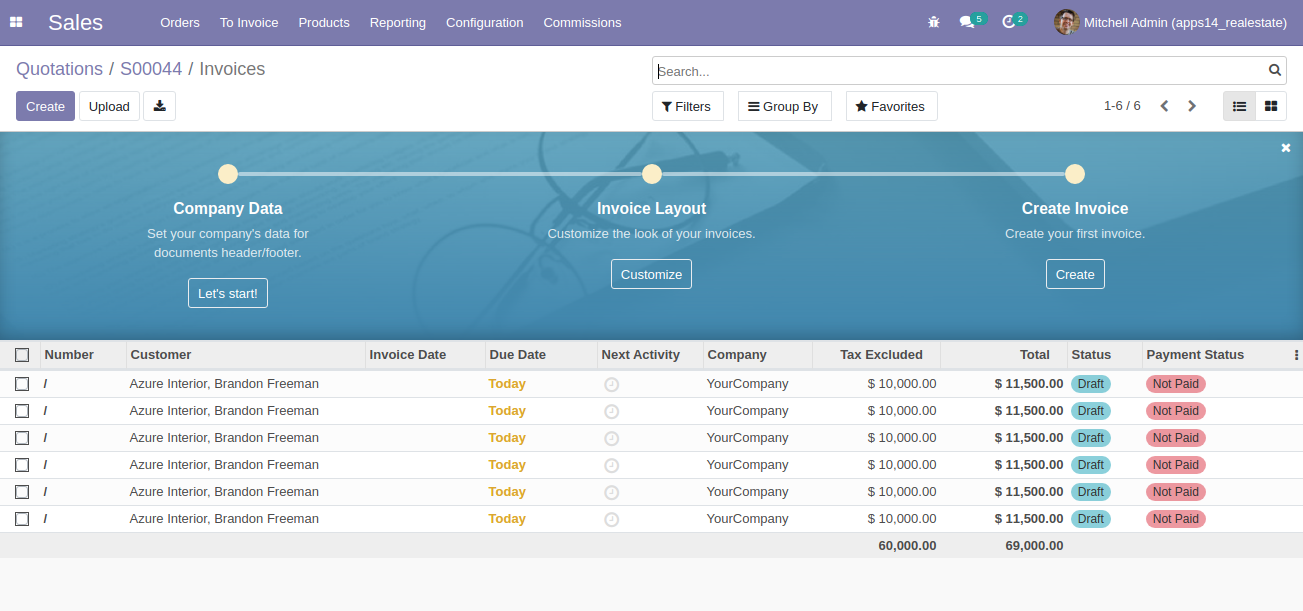 Sales Orders To Invoice Products Reporting Configuration Commissions 5 2 Mitchell Admin (apps14_realestate)
Quotations / S00044 / Invoices
Search...
Create Upload
Filters Group By Favorites 1-6 / 6
Company Data Invoice Layout Create Invoice
Set your company's data for Customize the look of your invoices. Create your first invoice.
documents header/footer.
Customize Create
Let's start!
Number Customer Invoice Date Due Date Next Activity Company Tax Excluded Total Status Payment Status
/ Azure Interior, Brandon Freeman Today YourCompany $ 10,000.00 $ 11,500.00 Draft Not Paid
/ Azure Interior, Brandon Freeman Today YourCompany $ 10,000.00 $ 11,500.00 Draft Not Paid
/ Azure Interior, Brandon Freeman Today YourCompany $ 10,000.00 $ 11,500.00 Draft Not Paid
/ Azure Interior, Brandon Freeman Today YourCompany $ 10,000.00 $ 11,500.00 Draft Not Paid
/ Azure Interior, Brandon Freeman Today YourCompany $ 10,000.00 $ 11,500.00 Draft Not Paid
/ Azure Interior, Brandon Freeman Today YourCompany $ 10,000.00 $ 11,500.00 Draft Not Paid
60,000.00 69,000.00